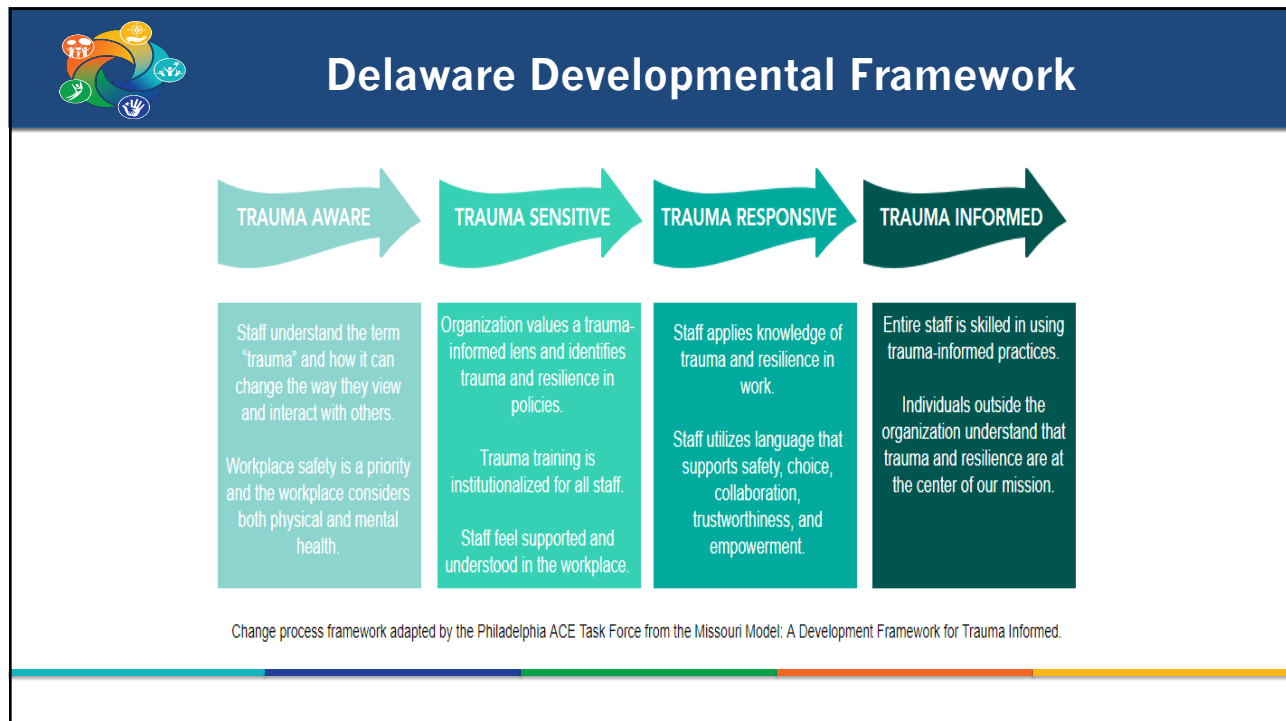 Delaware Developmental Framework
TRAUMA AWARE
TRAUMA SENSITIVE
TRAUMA RESPONSIVE
TRAUMA INFORMED
Staff understand the term
“trauma” and how it can
change the way they view
and interact with others.
Workplace safety is a priority
and the workplace considers
both physical and mental
health.
Organization values a trauma-
informed lens and identifies
trauma and resilience in
policies.
Trauma training is
institutionalized for all staff.
Staff feel supported and
understood in the workplace.
Staff applies knowledge of
trauma and resilience in
work.
Staff utilizes language that
supports safety, choice,
collaboration,
trustworthiness, and
empowerment.
Entire staff is skilled in using
trauma-informed practices.
Individuals outside the
organization understand that
trauma and resilience are at
the center of our mission.
Change process framework adapted by the Philadelphia ACE Task Force from the Missouri Model: A Development Framework for Trauma Informed.